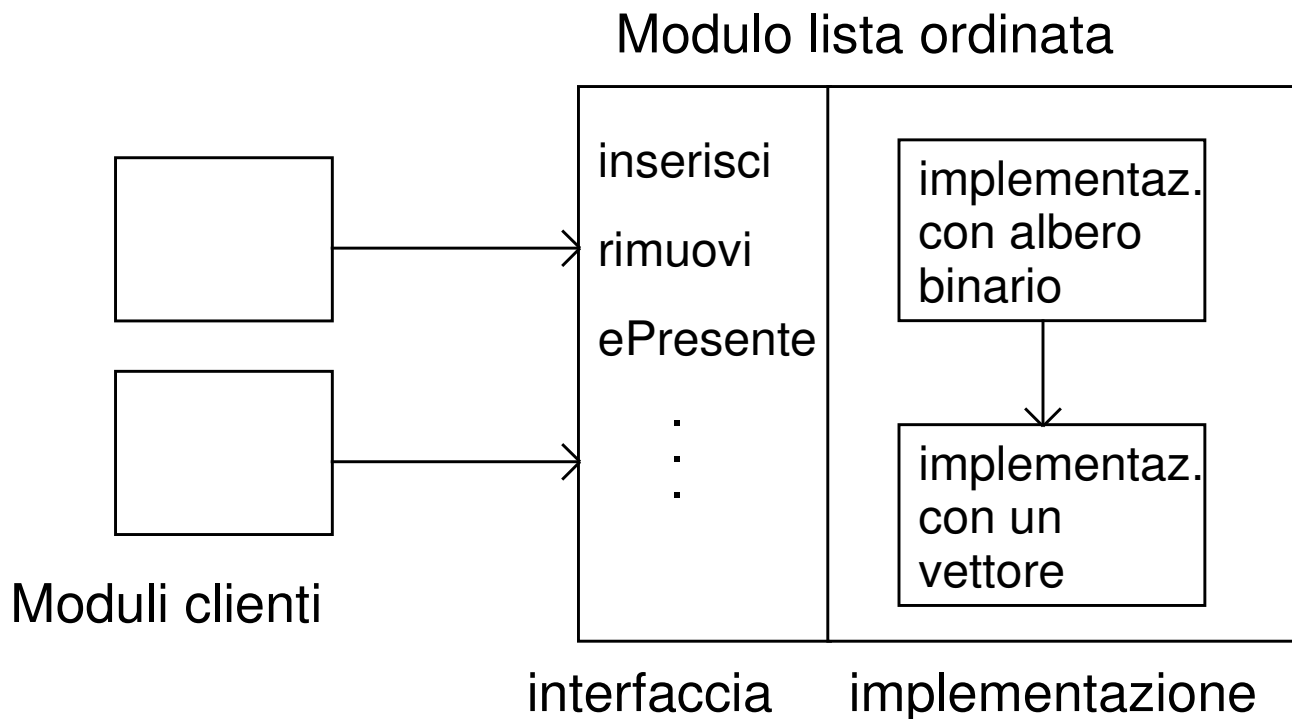 Modulo lista ordinata
inserisci
rimuovi
ePresente
.
.
.
implementaz.
con albero
binario
implementaz.
con un
vettore
Moduli clienti
interfaccia
implementazione